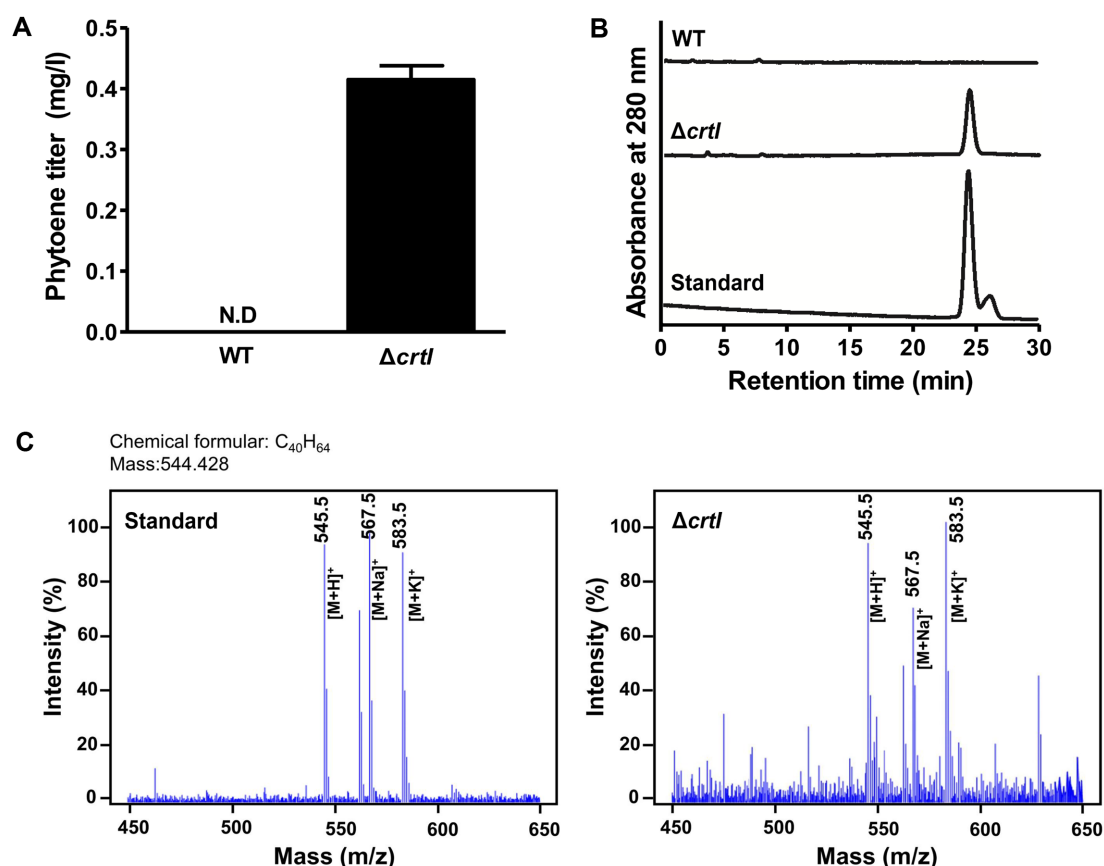 A
Phytoene titer (mg/l)
0.5
0.4
0.3
0.2
0.1
0.0
N.D
WT
ΔcrtI
B
Absorbance at 280 nm
WT
ΔcrtI
Standard
0
5
10
15
20
25
30
Retention time (min)
C
Chemical formular: C₄₀H₆₄
Mass:544.428
Intensity (%)
100
80
60
40
20
0
Standard
545.5
[M+H]⁺
567.5
[M+Na]⁺
583.5
[M+K]⁺
450
500
550
600
650
Mass (m/z)
Intensity (%)
100
80
60
40
20
0
ΔcrtI
545.5
[M+H]⁺
567.5
[M+Na]⁺
583.5
[M+K]⁺
450
500
550
600
650
Mass (m/z)